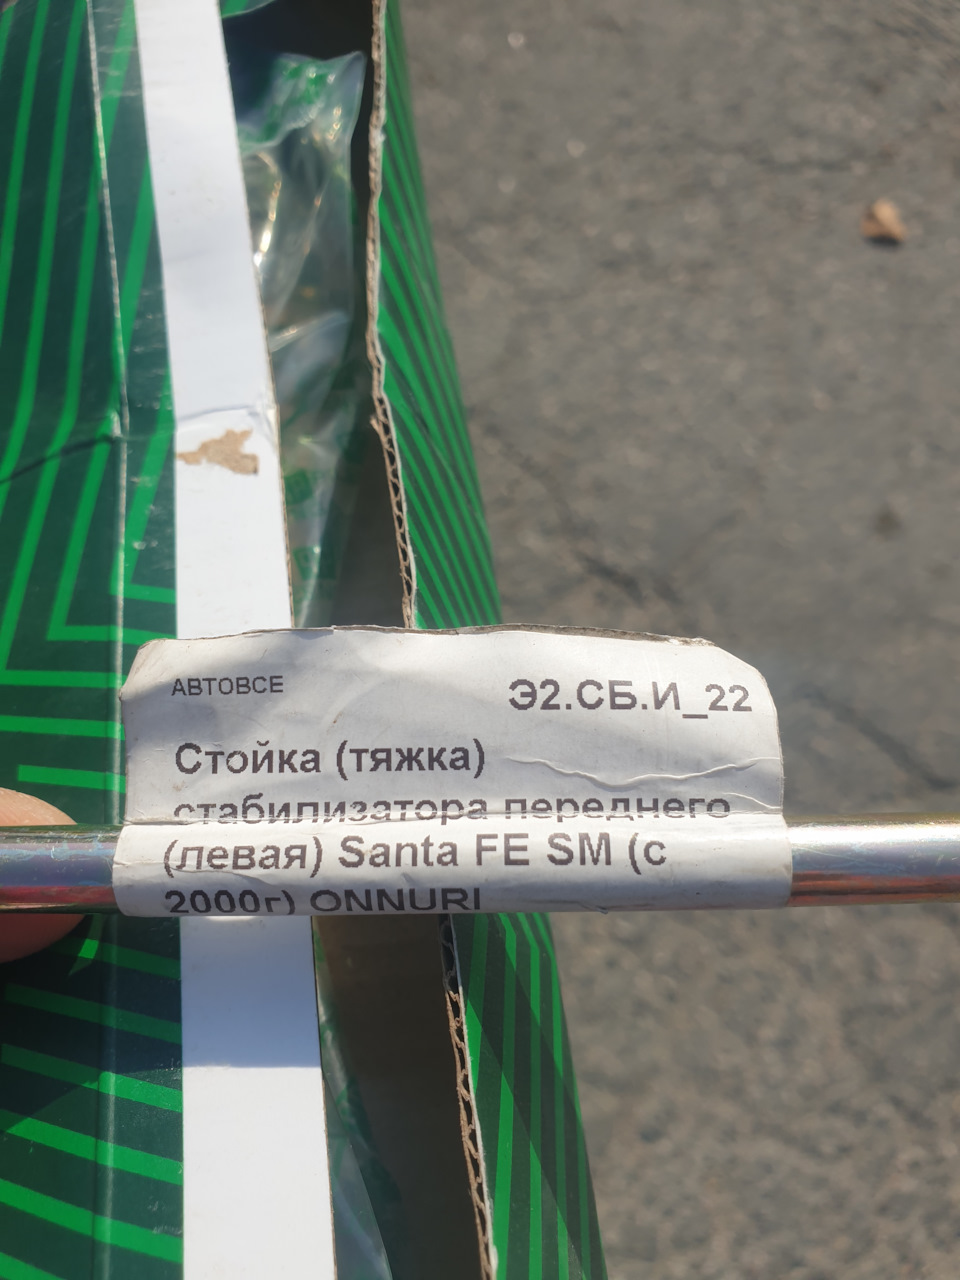 АВТОВСЕ
Э2.СБ.И_22
Стойка (тяжка)
стабилизатора переднего
(левая) Santa FE SM (с
2000г) ONNURI